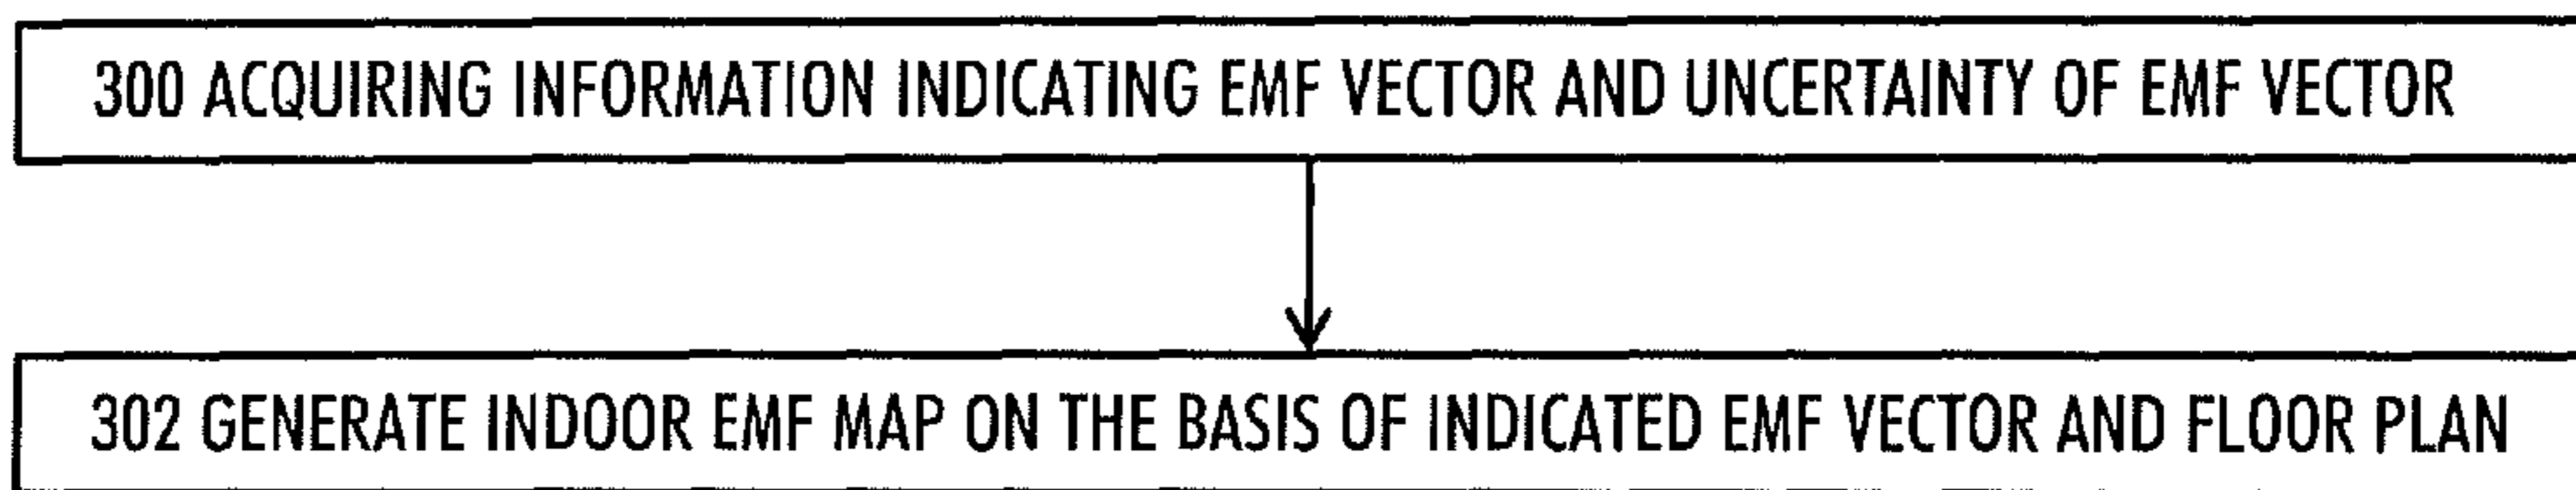 300 ACQUIRING INFORMATION INDICATING EMF VECTOR AND UNCERTAINTY OF EMF VECTOR
302 GENERATE INDOOR EMF MAP ON THE BASIS OF INDICATED EMF VECTOR AND FLOOR PLAN